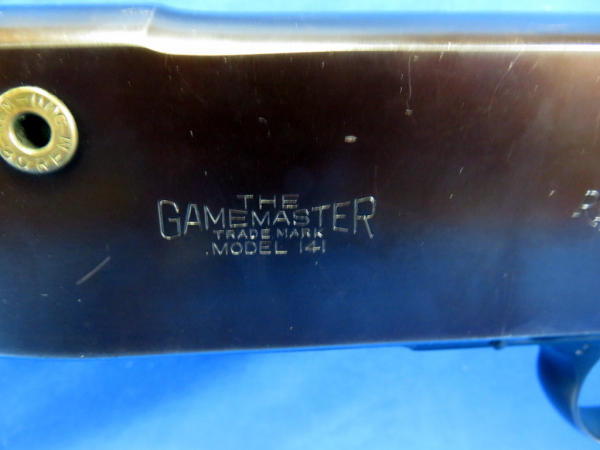 THE
GAMEMASTER
TRADE MARK
MODEL 141